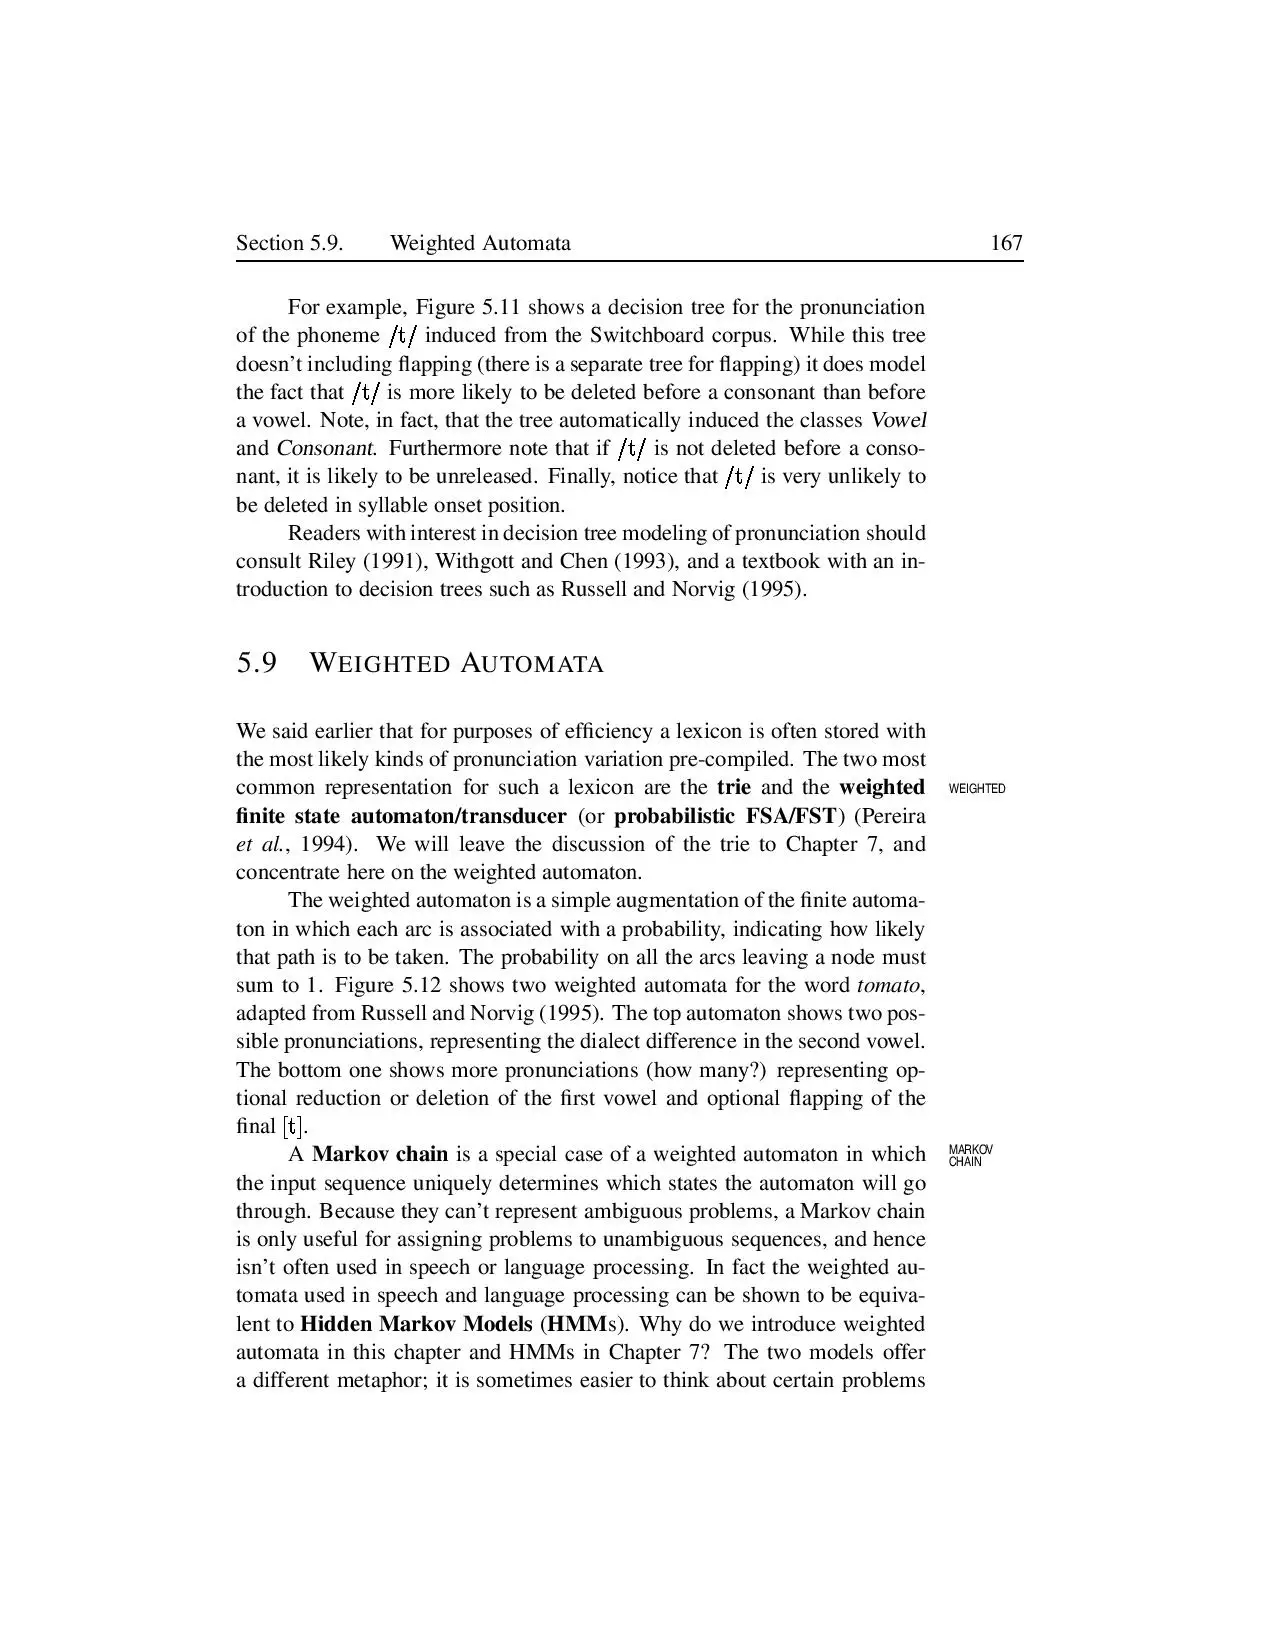 Section 5.9. Weighted Automata 167
For example, Figure 5.11 shows a decision tree for the pronunciation
of the phoneme /t/ induced from the Switchboard corpus. While this tree
doesn't including flapping (there is a separate tree for flapping) it does model
the fact that /t/ is more likely to be deleted before a consonant than before
a vowel. Note, in fact, that the tree automatically induced the classes Vowel
and Consonant. Furthermore note that if /t/ is not deleted before a conso-
nant, it is likely to be unreleased. Finally, notice that /t/ is very unlikely to
be deleted in syllable onset position.
Readers with interest in decision tree modeling of pronunciation should
consult Riley (1991), Withgott and Chen (1993), and a textbook with an in-
troduction to decision trees such as Russell and Norvig (1995).
5.9 WEIGHTED AUTOMATA
We said earlier that for purposes of efficiency a lexicon is often stored with
the most likely kinds of pronunciation variation pre-compiled. The two most
common representation for such a lexicon are the trie and the weighted
WEIGHTED
finite state automaton/transducer (or probabilistic FSA/FST) (Pereira
et al., 1994). We will leave the discussion of the trie to Chapter 7, and
concentrate here on the weighted automaton.
The weighted automaton is a simple augmentation of the finite automa-
ton in which each arc is associated with a probability, indicating how likely
that path is to be taken. The probability on all the arcs leaving a node must
sum to 1. Figure 5.12 shows two weighted automata for the word tomato,
adapted from Russell and Norvig (1995). The top automaton shows two pos-
sible pronunciations, representing the dialect difference in the second vowel.
The bottom one shows more pronunciations (how many?) representing op-
tional reduction or deletion of the first vowel and optional flapping of the
final [t].
A Markov chain is a special case of a weighted automaton in which
MARKOV
CHAIN
the input sequence uniquely determines which states the automaton will go
through. Because they can't represent ambiguous problems, a Markov chain
is only useful for assigning problems to unambiguous sequences, and hence
isn't often used in speech or language processing. In fact the weighted au-
tomata used in speech and language processing can be shown to be equiva-
lent to Hidden Markov Models (HMMs). Why do we introduce weighted
automata in this chapter and HMMs in Chapter 7? The two models offer
a different metaphor; it is sometimes easier to think about certain problems